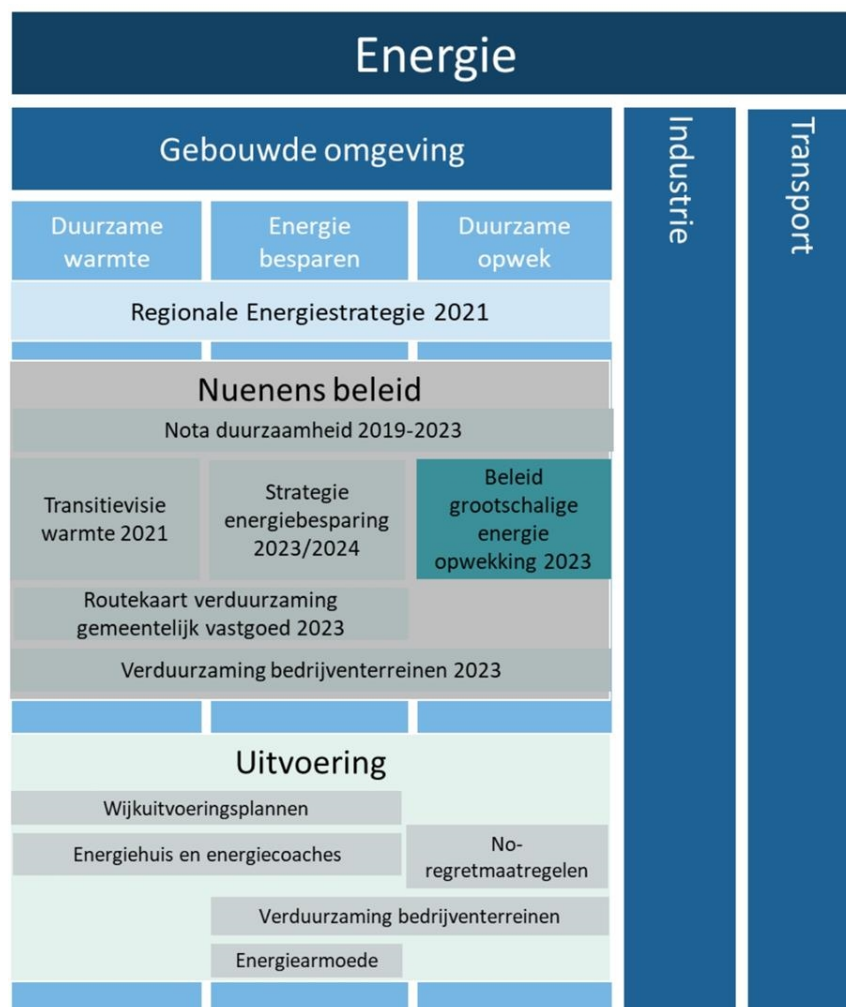 Energie
Gebouwde omgeving
Industrie
Transport
Duurzame
warmte
Energie
besparen
Duurzame
opwek
Regionale Energiestrategie 2021
Nuenens beleid
Nota duurzaamheid 2019-2023
Transitievisie
warmte 2021
Strategie
energiebesparing
2023/2024
Beleid
grootschalige
energie
opwekking 2023
Routekaart verduurzaming
gemeentelijk vastgoed 2023
Verduurzaming bedrijventerreinen 2023
Uitvoering
Wijkuitvoeringsplannen
Energiehuis en energiecoaches
No-
regretmaatregelen
Verduurzaming bedrijventerreinen
Energiearmoede